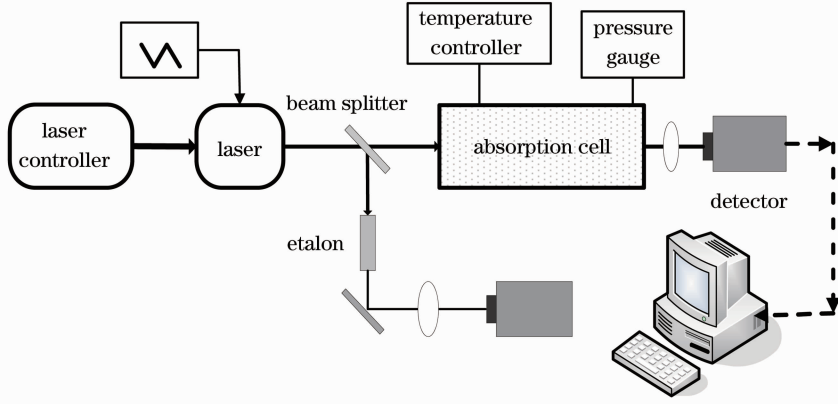 temperature
controller
pressure
gauge
beam splitter
laser
controller
laser
absorption cell
detector
etalon